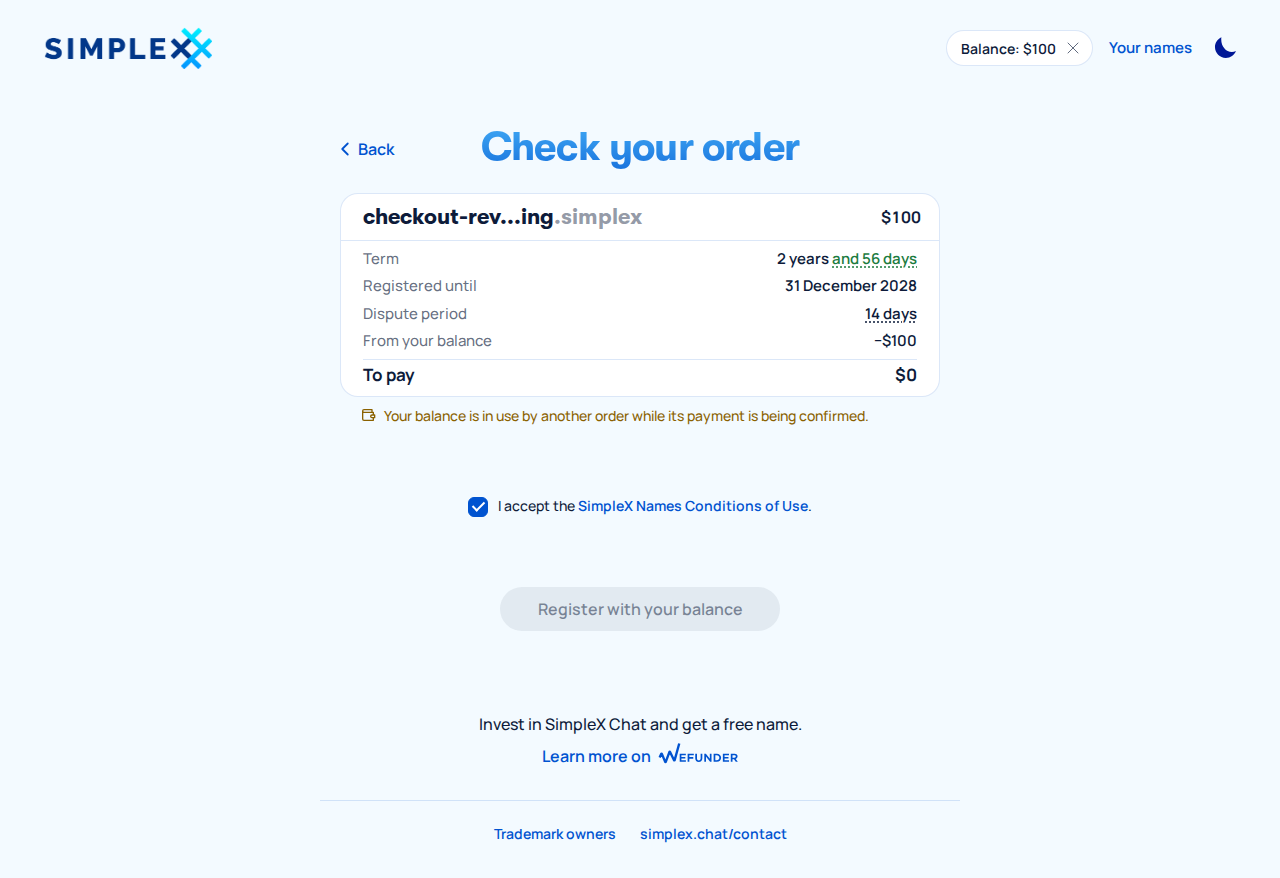 SIMPLEX
Balance: $100
Your names
Back
Check your order
checkout-rev...ing.simplex
$100
Term
2 years and 56 days
Registered until
31 December 2028
Dispute period
14 days
From your balance
−$100
To pay
$0
Your balance is in use by another order while its payment is being confirmed.
I accept the SimpleX Names Conditions of Use.
Register with your balance
Invest in SimpleX Chat and get a free name.
Learn more on WEFUNDER
Trademark owners
simplex.chat/contact